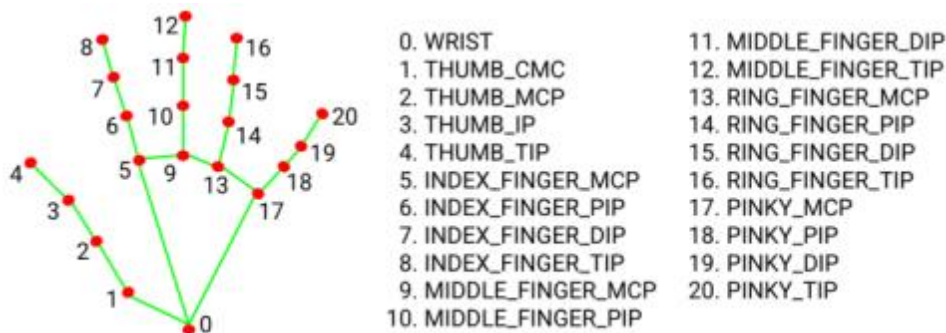 12
8
16
11
7
15
10
20
6
14
19
4
5
9
13
18
3
17
2
1
0
0. WRIST
1. THUMB_CMC
2. THUMB_MCP
3. THUMB_IP
4. THUMB_TIP
5. INDEX_FINGER_MCP
6. INDEX_FINGER_PIP
7. INDEX_FINGER_DIP
8. INDEX_FINGER_TIP
9. MIDDLE_FINGER_MCP
10. MIDDLE_FINGER_PIP
11. MIDDLE_FINGER_DIP
12. MIDDLE_FINGER_TIP
13. RING_FINGER_MCP
14. RING_FINGER_PIP
15. RING_FINGER_DIP
16. RING_FINGER_TIP
17. PINKY_MCP
18. PINKY_PIP
19. PINKY_DIP
20. PINKY_TIP